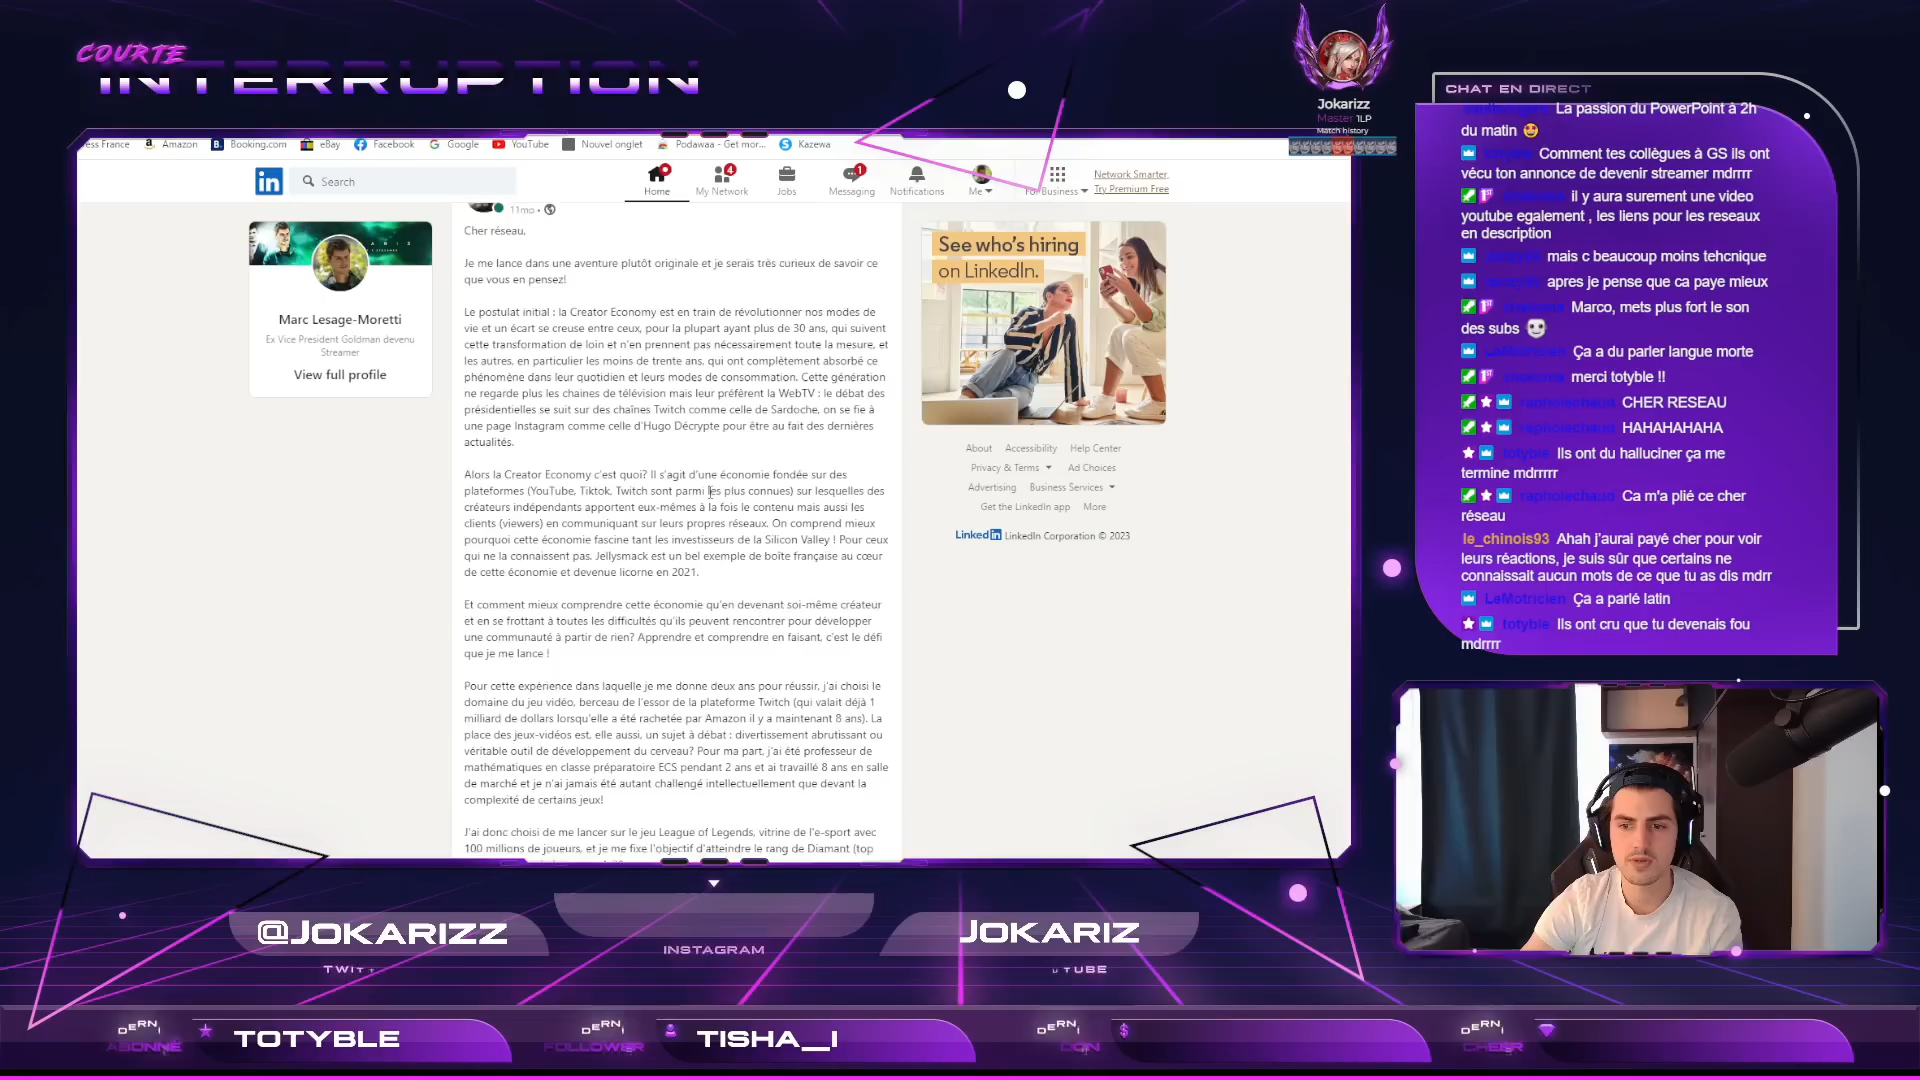 COURTE
INTERRUPTION
Jokarizz
Master 1LP
Match history
CHAT EN DIRECT
ess France Amazon Booking.com eBay Facebook Google YouTube Nouvel onglet Podawaa - Get mor... Kazewa
Search
Home My Network Jobs Messaging Notifications Me For Business
4
1
Network Smarter,
Try Premium Free
Marc Lesage-Moretti
Ex Vice President Goldman devenu
Streamer
View full profile
11mo •
Cher réseau,
Je me lance dans une aventure plutôt originale et je serais très curieux de savoir ce
que vous en pensez!
Le postulat initial : la Creator Economy est en train de révolutionner nos modes de
vie et un écart se creuse entre ceux, pour la plupart ayant plus de 30 ans, qui suivent
cette transformation de loin et n'en prennent pas nécessairement toute la mesure, et
les autres, en particulier les moins de trente ans, qui ont complètement absorbé ce
phénomène dans leur quotidien et leurs modes de consommation. Cette génération
ne regarde plus les chaines de télévision mais leur préfèrent la WebTV : le débat des
présidentielles se suit sur des chaînes Twitch comme celle de Sardoche, on se fie à
une page Instagram comme celle d'Hugo Décrypte pour être au fait des dernières
actualités.
Alors la Creator Economy c'est quoi? Il s'agit d'une économie fondée sur des
plateformes (YouTube, Tiktok, Twitch sont parmi les plus connues) sur lesquelles des
créateurs indépendants apportent eux-mêmes à la fois le contenu mais aussi les
clients (viewers) en communiquant sur leurs propres réseaux. On comprend mieux
pourquoi cette économie fascine tant les investisseurs de la Silicon Valley ! Pour ceux
qui ne la connaissent pas, Jellysmack est un bel exemple de boîte française au cœur
de cette économie et devenue licorne en 2021.
Et comment mieux comprendre cette économie qu'en devenant soi-même créateur
et en se frottant à toutes les difficultés qu'ils peuvent rencontrer pour développer
une communauté à partir de rien? Apprendre et comprendre en faisant, c'est le défi
que je me lance !
Pour cette expérience dans laquelle je me donne deux ans pour réussir, j'ai choisi le
domaine du jeu vidéo, berceau de l'essor de la plateforme Twitch (qui valait déjà 1
milliard de dollars lorsqu'elle a été rachetée par Amazon il y a maintenant 8 ans). La
place des jeux-vidéos est, elle aussi, un sujet à débat : divertissement abrutissant ou
véritable outil de développement du cerveau? Pour ma part, j'ai été professeur de
mathématiques en classe préparatoire ECS pendant 2 ans et ai travaillé 8 ans en salle
de marché et je n'ai jamais été autant challengé intellectuellement que devant la
complexité de certains jeux!
J'ai donc choisi de me lancer sur le jeu League of Legends, vitrine de l'e-sport avec
100 millions de joueurs, et je me fixe l'objectif d'atteindre le rang de Diamant (top
See who's hiring
on LinkedIn.
About Accessibility Help Center
Privacy & Terms Ad Choices
Advertising Business Services
Get the LinkedIn app More
LinkedIn LinkedIn Corporation © 2023
La passion du PowerPoint à 2h
du matin
Comment tes collègues à GS ils ont
vécu ton annonce de devenir streamer mdrrrr
il y aura surement une video
youtube egalement , les liens pour les reseaux
en description
mais c beaucoup moins tehcnique
apres je pense que ca paye mieux
Marco, mets plus fort le son
des subs
LeMotricien Ça a du parler langue morte
merci totyble !!
CHER RESEAU
HAHAHAHAHA
totyble Ils ont du halluciner ça me
termine mdrrrrr
Ca m'a plié ce cher
réseau
le_chinois93 Ahah j'aurai payé cher pour voir
leurs réactions, je suis sûr que certains ne
connaissait aucun mots de ce que tu as dis mdrr
LeMotricien Ça a parlé latin
totyble Ils ont cru que tu devenais fou
mdrrrr
@JOKARIZZ
INSTAGRAM
JOKARIZ
DERNI
ABONNÉ
TOTYBLE
DERNI
FOLLOWER
TISHA__I
DERNI
DON
DERNI
CHEER